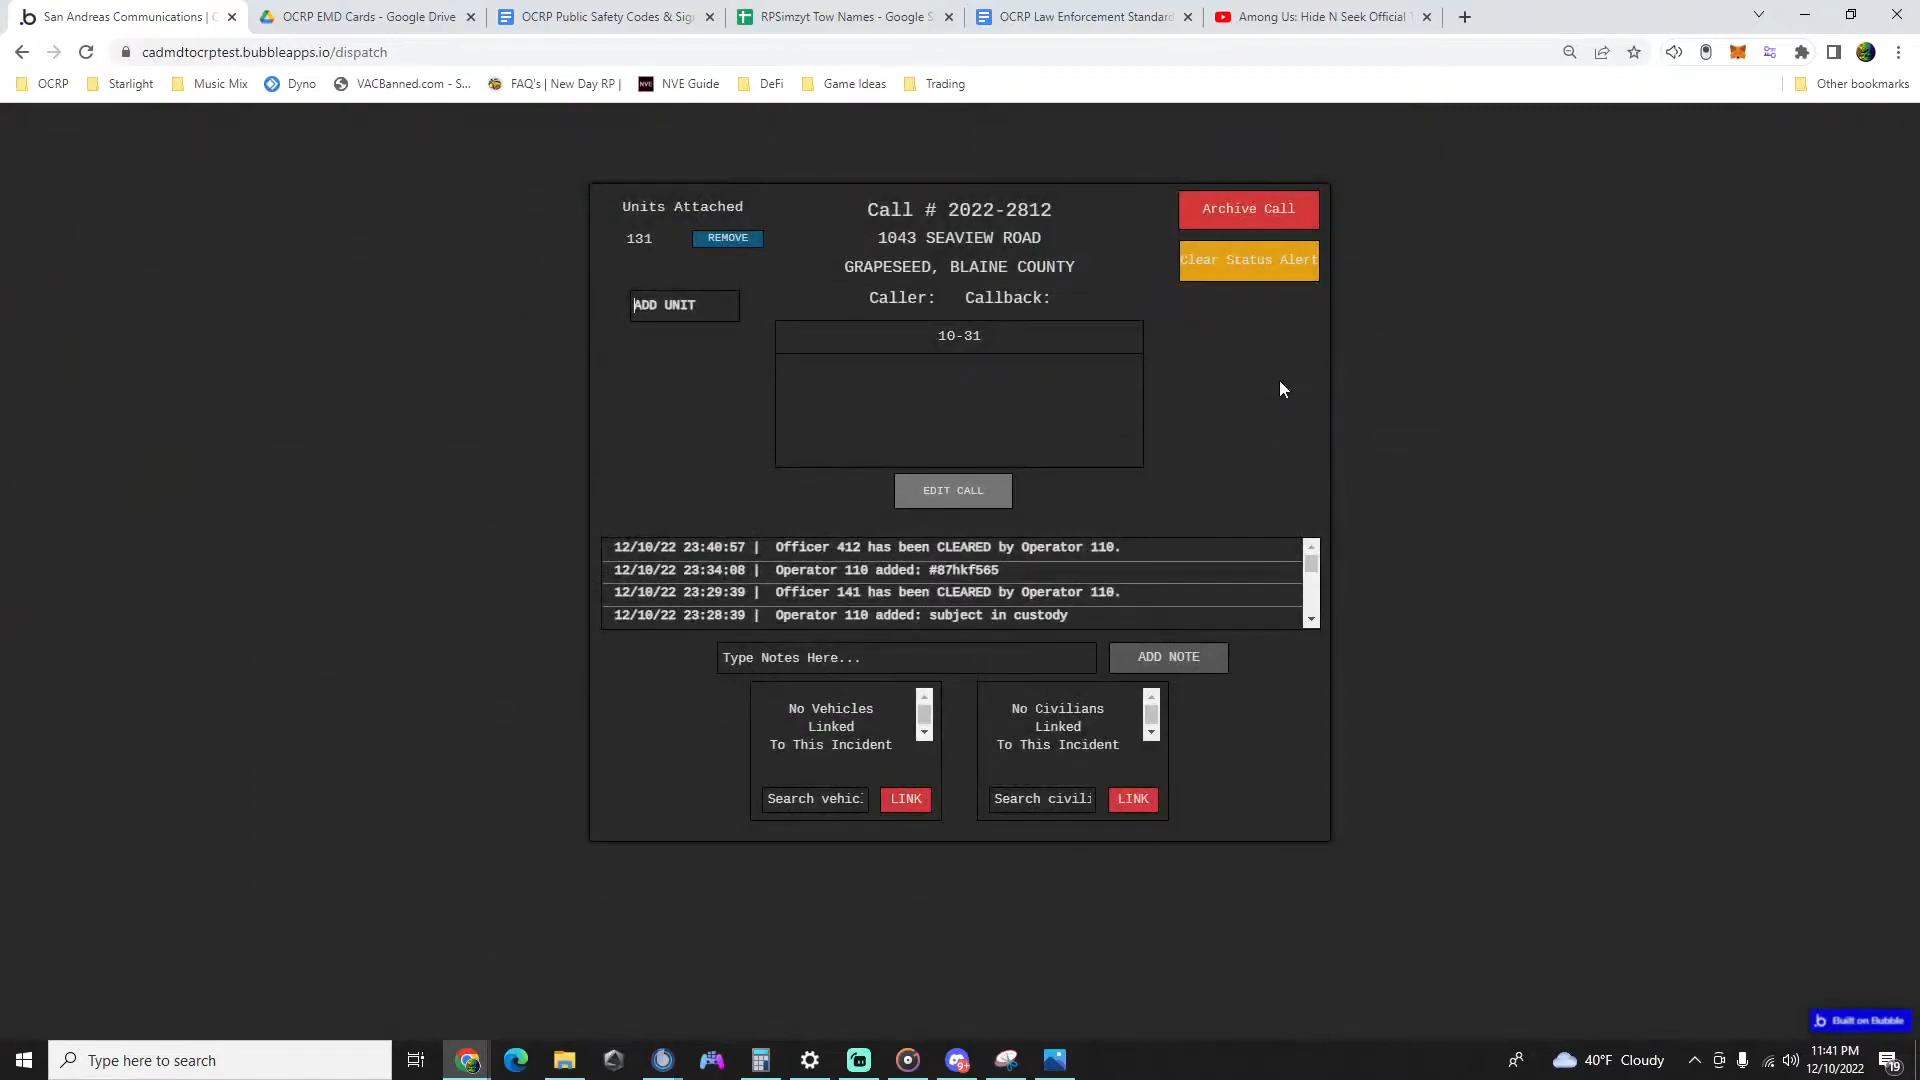 San Andreas Communications | C
OCRP EMD Cards - Google Drive
OCRP Public Safety Codes & Sig
RPSimzyt Tow Names - Google S
OCRP Law Enforcement Standard
Among Us: Hide N Seek Official T
cadmdtocrptest.bubbleapps.io/dispatch
OCRP
Starlight
Music Mix
Dyno
VACBanned.com - S...
FAQ's | New Day RP |
NVE Guide
DeFi
Game Ideas
Trading
Other bookmarks
Units Attached
131 REMOVE
ADD UNIT
Call # 2022-2812
1043 SEAVIEW ROAD
GRAPESEED, BLAINE COUNTY
Caller: Callback:
Archive Call
Clear Status Alert
10-31
EDIT CALL
12/10/22 23:40:57 | Officer 412 has been CLEARED by Operator 110.
12/10/22 23:34:08 | Operator 110 added: #87hkf565
12/10/22 23:29:39 | Officer 141 has been CLEARED by Operator 110.
12/10/22 23:28:39 | Operator 110 added: subject in custody
Type Notes Here... ADD NOTE
No Vehicles
Linked
To This Incident
Search vehic LINK
No Civilians
Linked
To This Incident
Search civili LINK
Built on Bubble
Type here to search
9+
40°F Cloudy
11:41 PM
12/10/2022
19